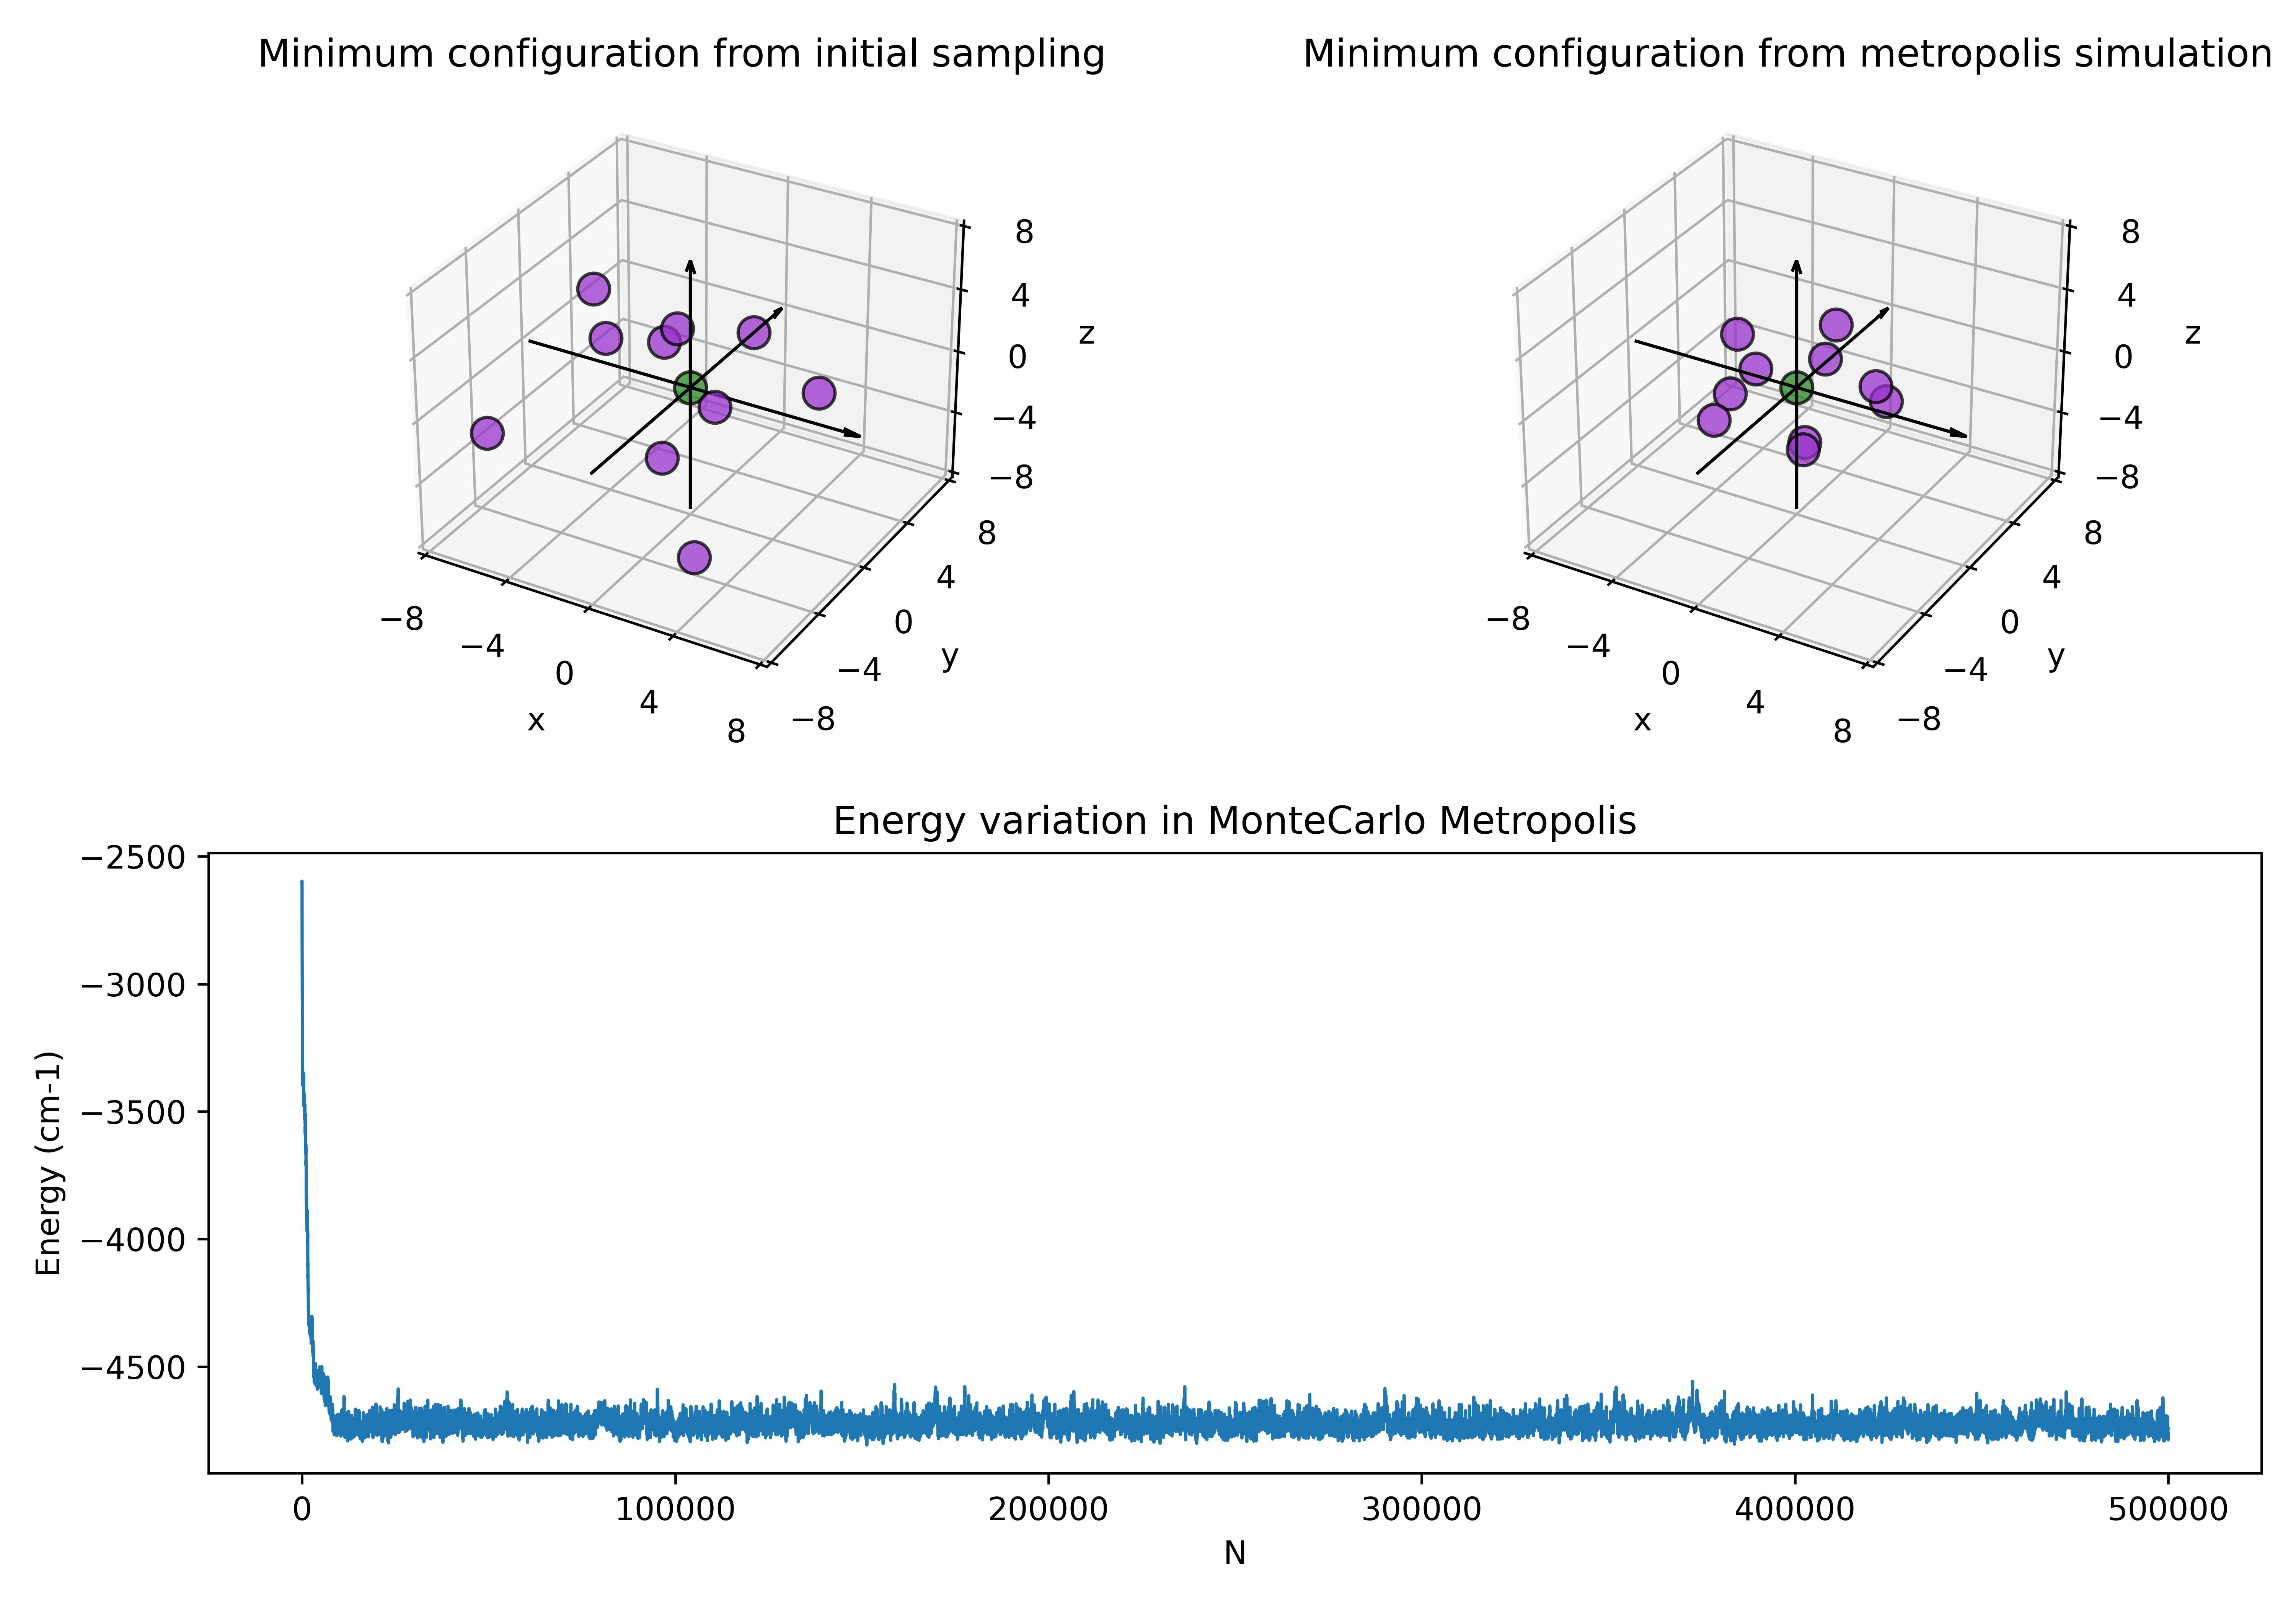 Minimum configuration from initial sampling
Minimum configuration from metropolis simulation
8
4
0
−4
−8
z
8
4
0
−4
−8
y
−8
−4
0
4
8
x
8
4
0
−4
−8
z
8
4
0
−4
−8
y
−8
−4
0
4
8
x
Energy variation in MonteCarlo Metropolis
−2500
−3000
−3500
−4000
−4500
Energy (cm-1)
0 100000 200000 300000 400000 500000
N